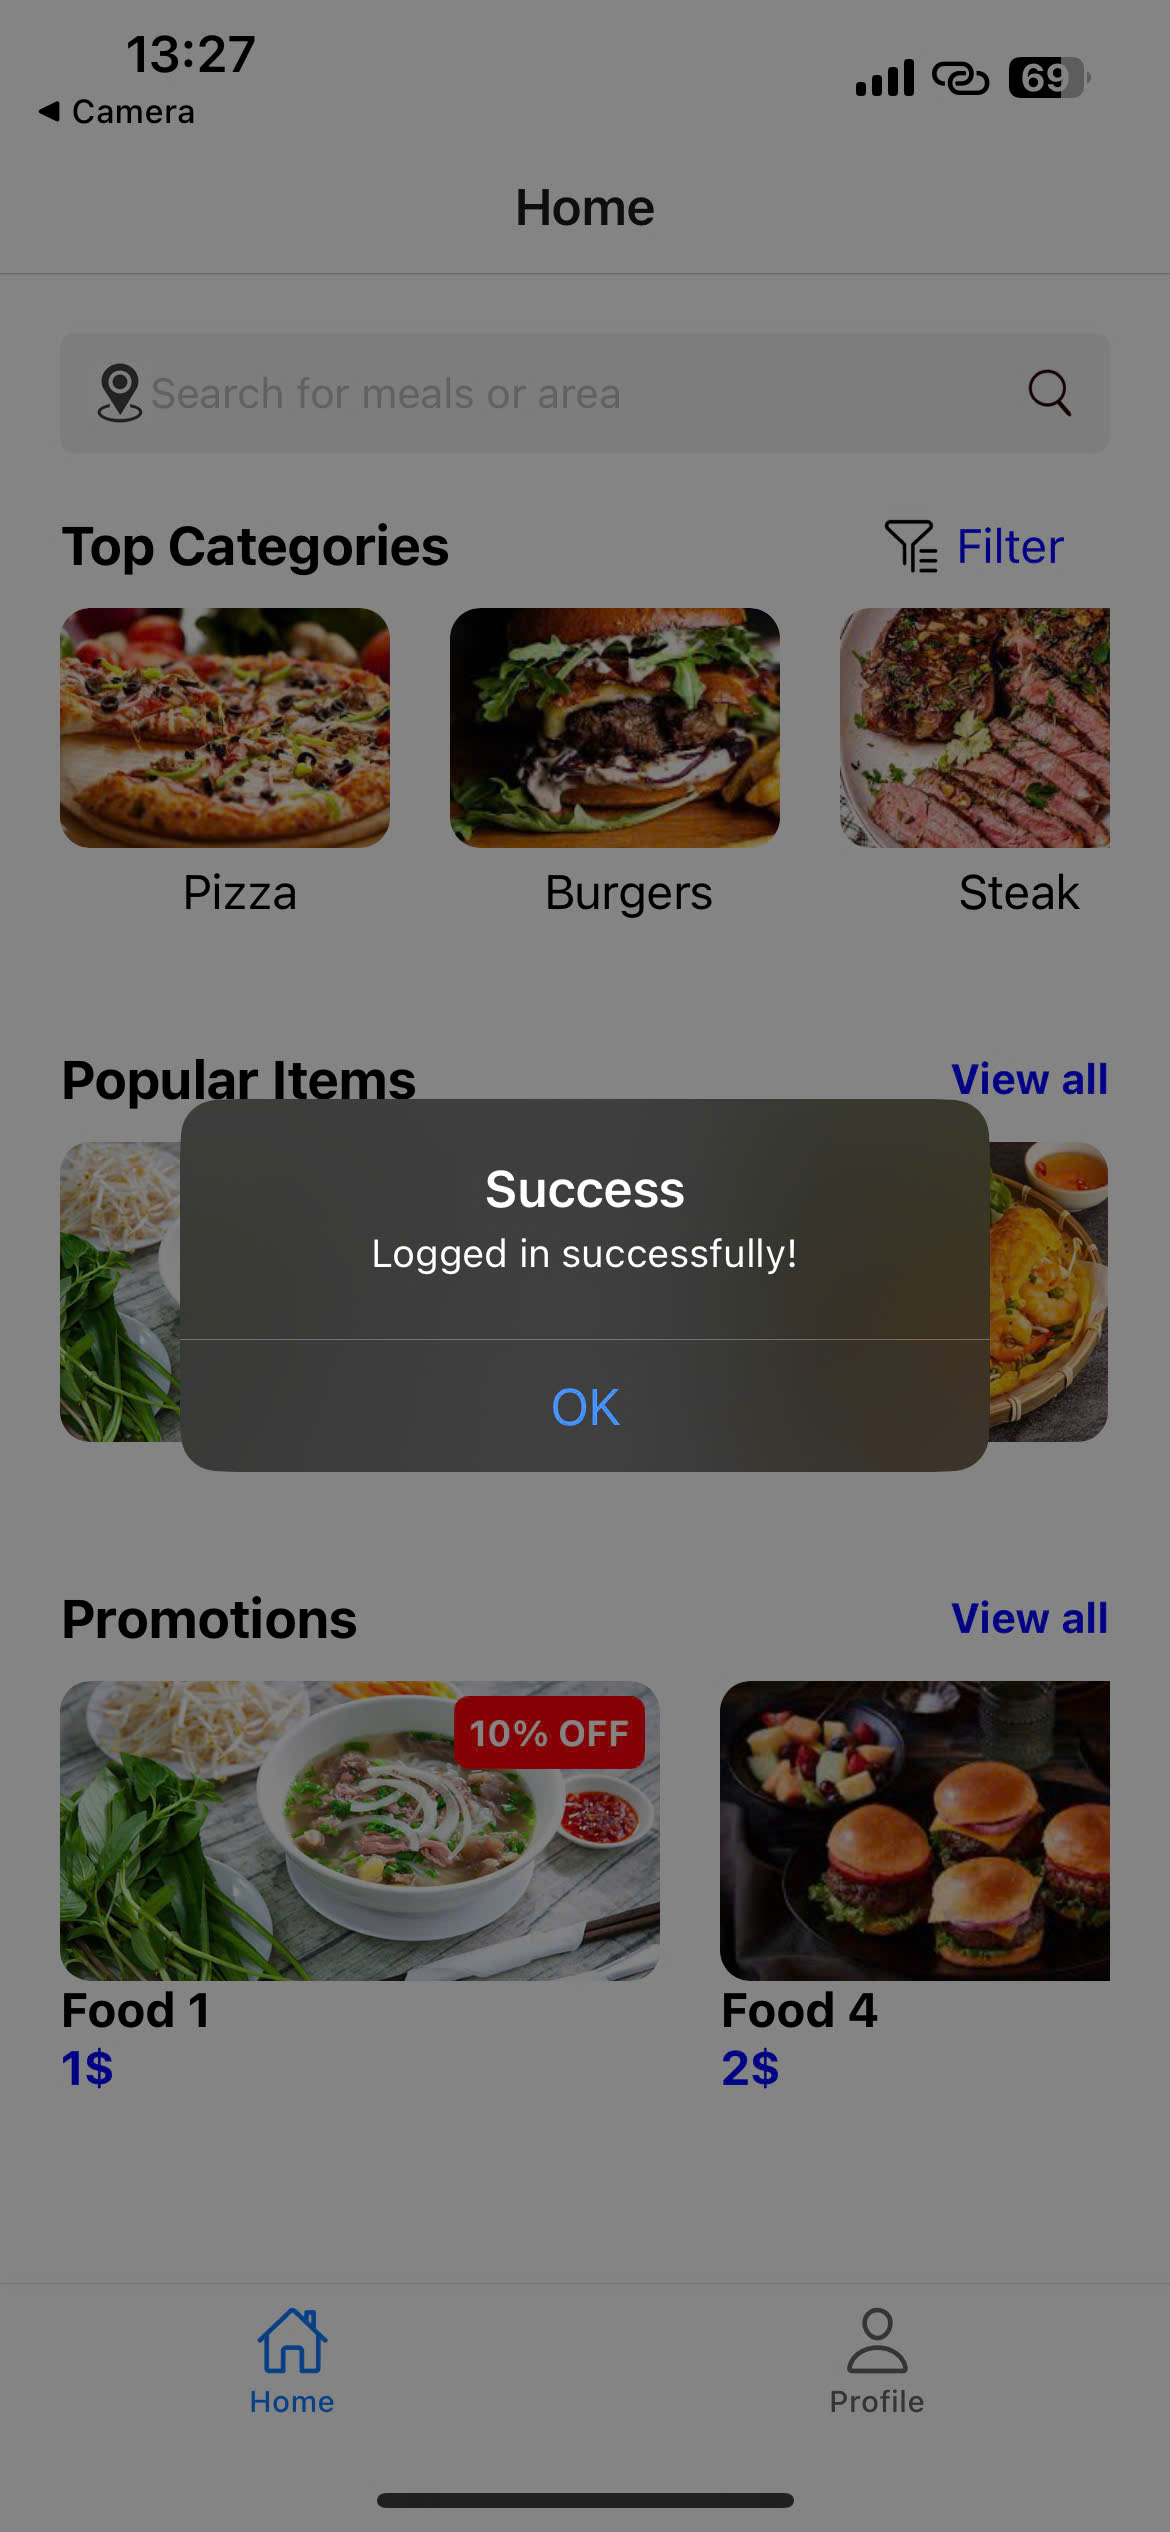 13:27
Camera
69
Home
Search for meals or area
Top Categories
Filter
Pizza
Burgers
Steak
Popular Items
View all
Success
Logged in successfully!
OK
Promotions
View all
10% OFF
Food 1
1$
Food 4
2$
Home
Profile